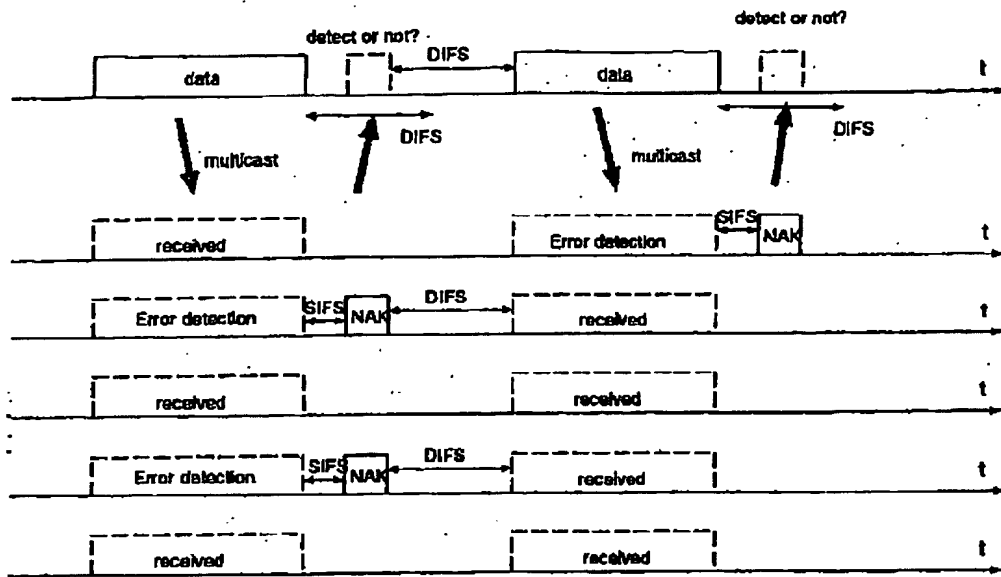 detect or not?
detect or not?
DIFS
data
data
t
DIFS
DIFS
multicast
multicast
received
Error detection
SIFS
NAK
t
Error detection
SIFS
NAK
DIFS
received
t
received
received
t
Error detection
SIFS
NAK
DIFS
received
t
received
received
t